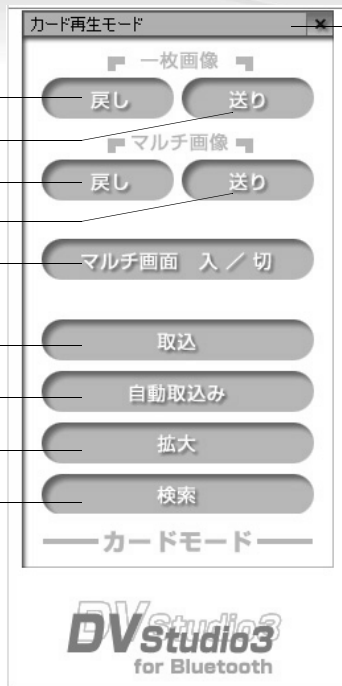 カード再生モード ×
一枚画像
戻し 送り
マルチ画像
戻し 送り
マルチ画面 入 / 切
取込
自動取込み
拡大
検索
カードモード
DVStudio3
for Bluetooth